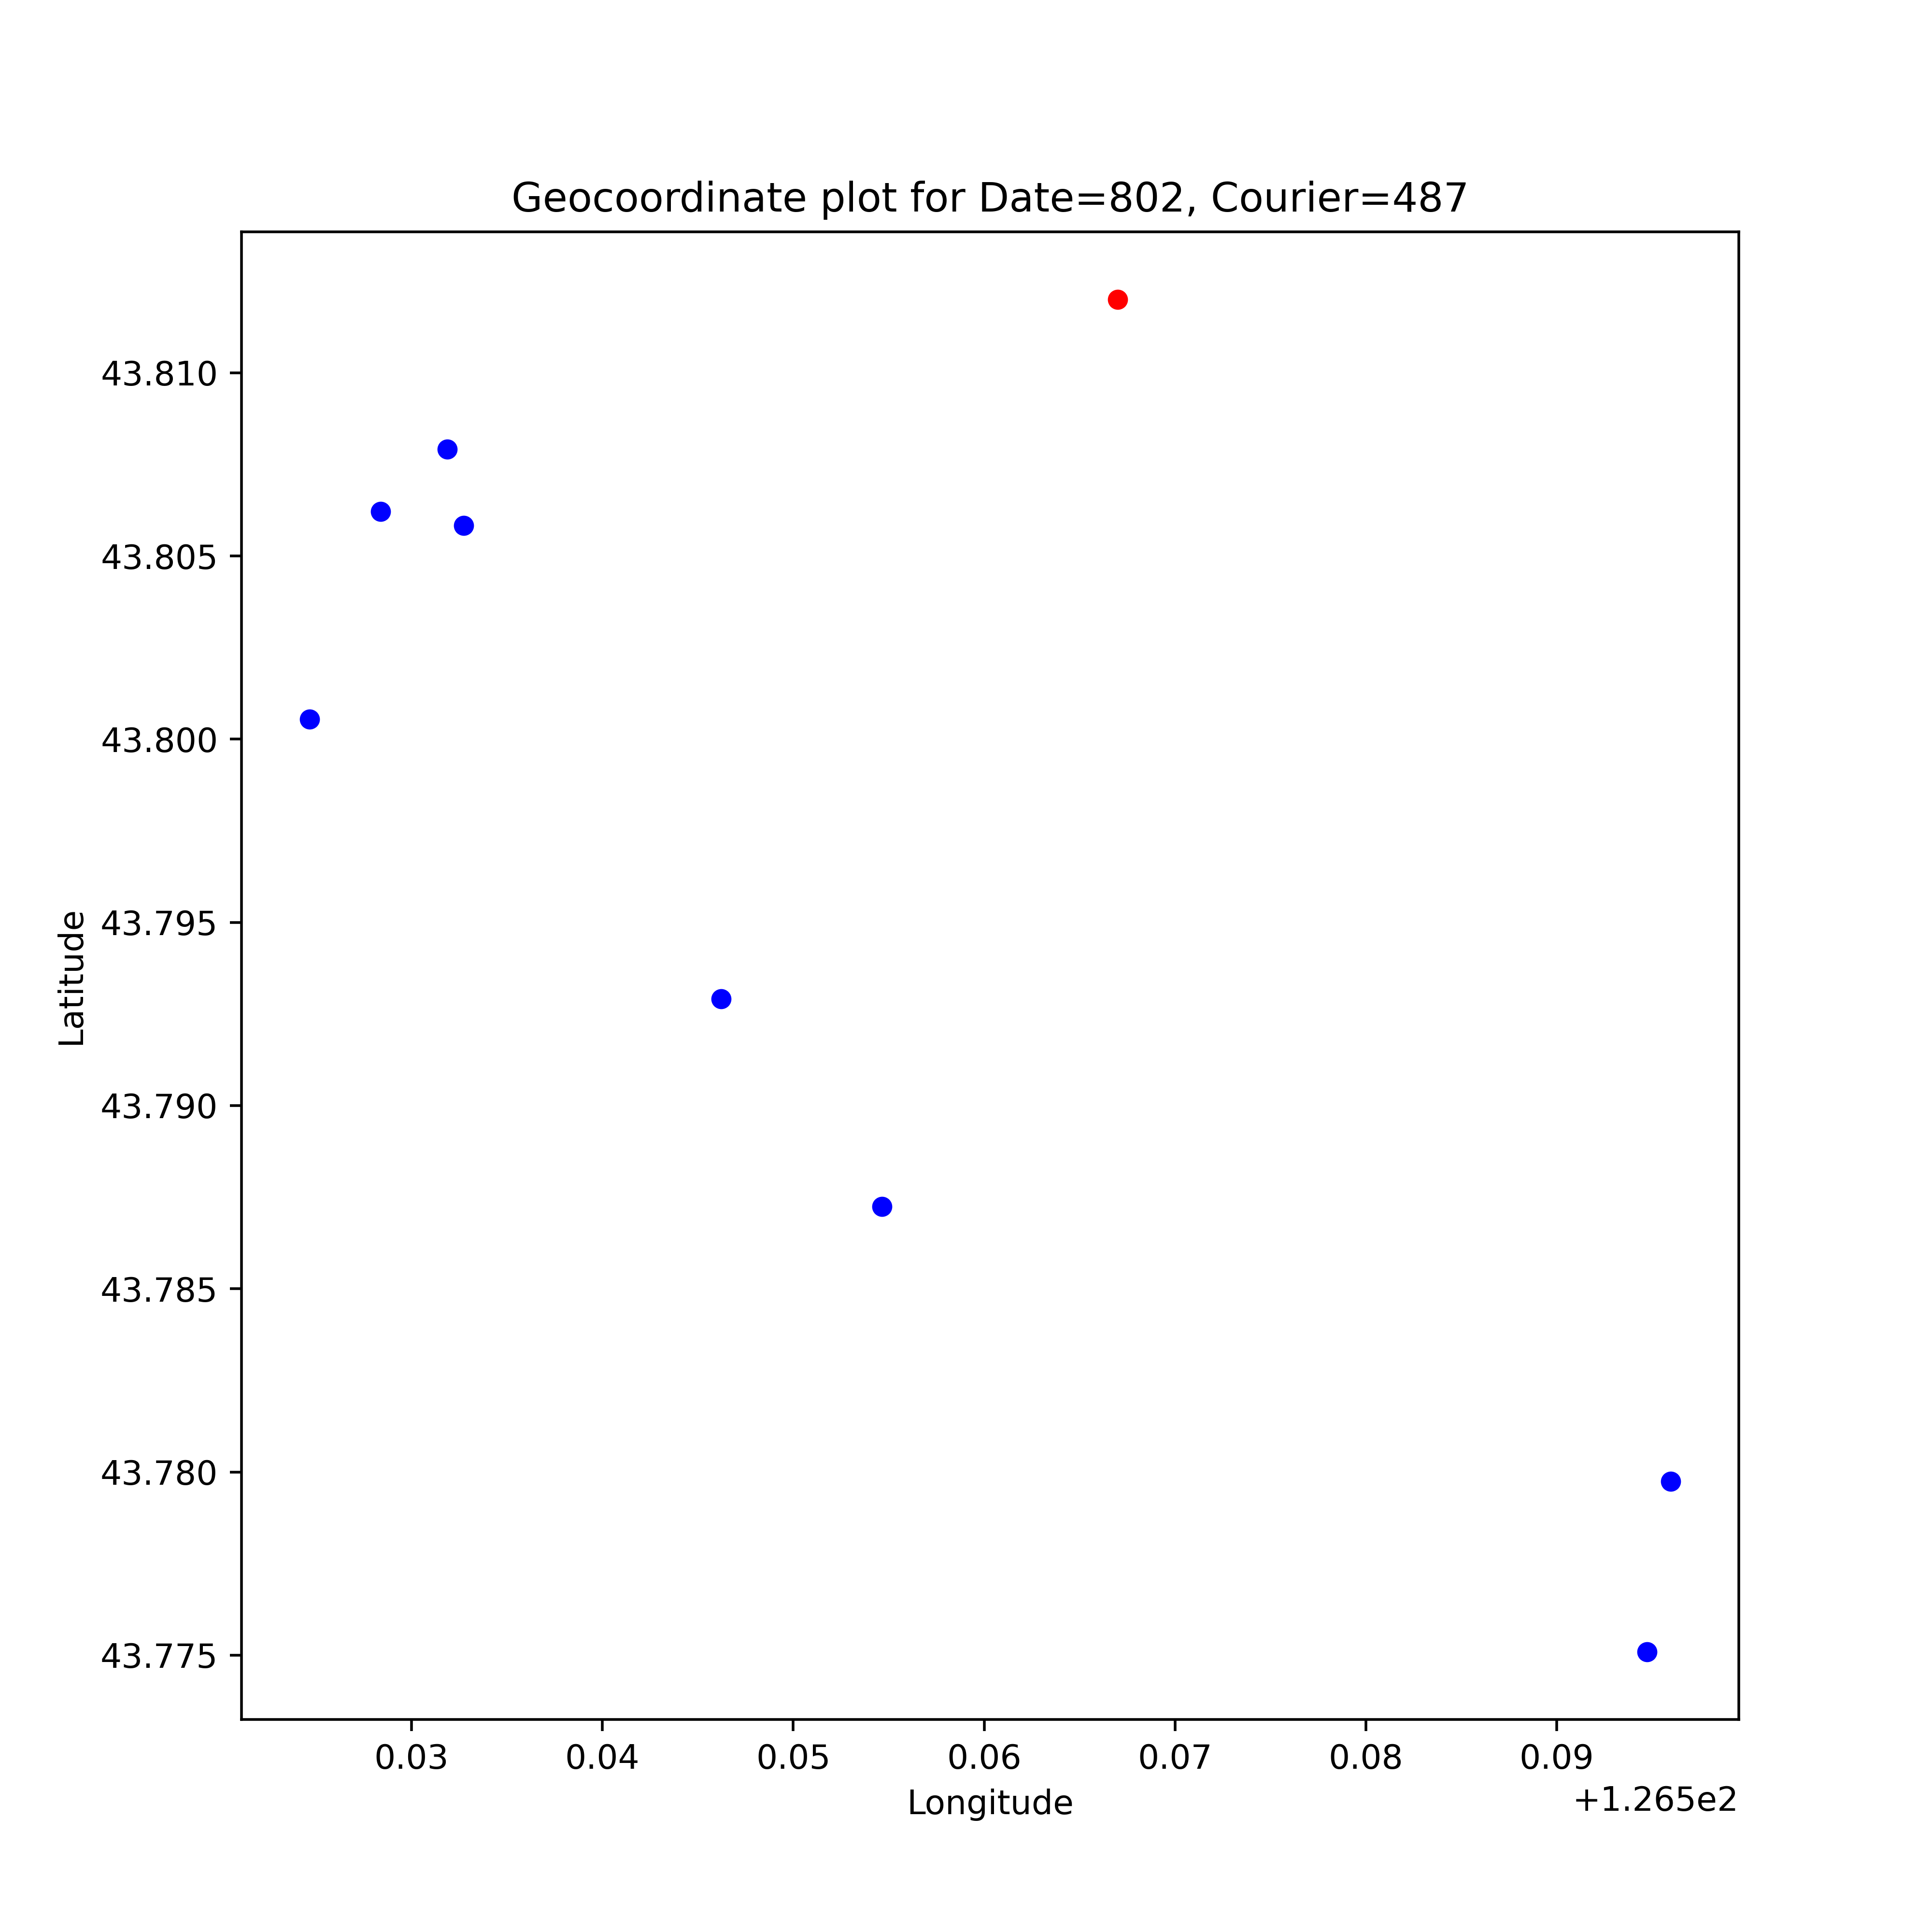 Geocoordinate plot for Date=802, Courier=487
43.810
43.805
43.800
43.795
43.790
43.785
43.780
43.775
Latitude
0.03 0.04 0.05 0.06 0.07 0.08 0.09
+1.265e2
Longitude